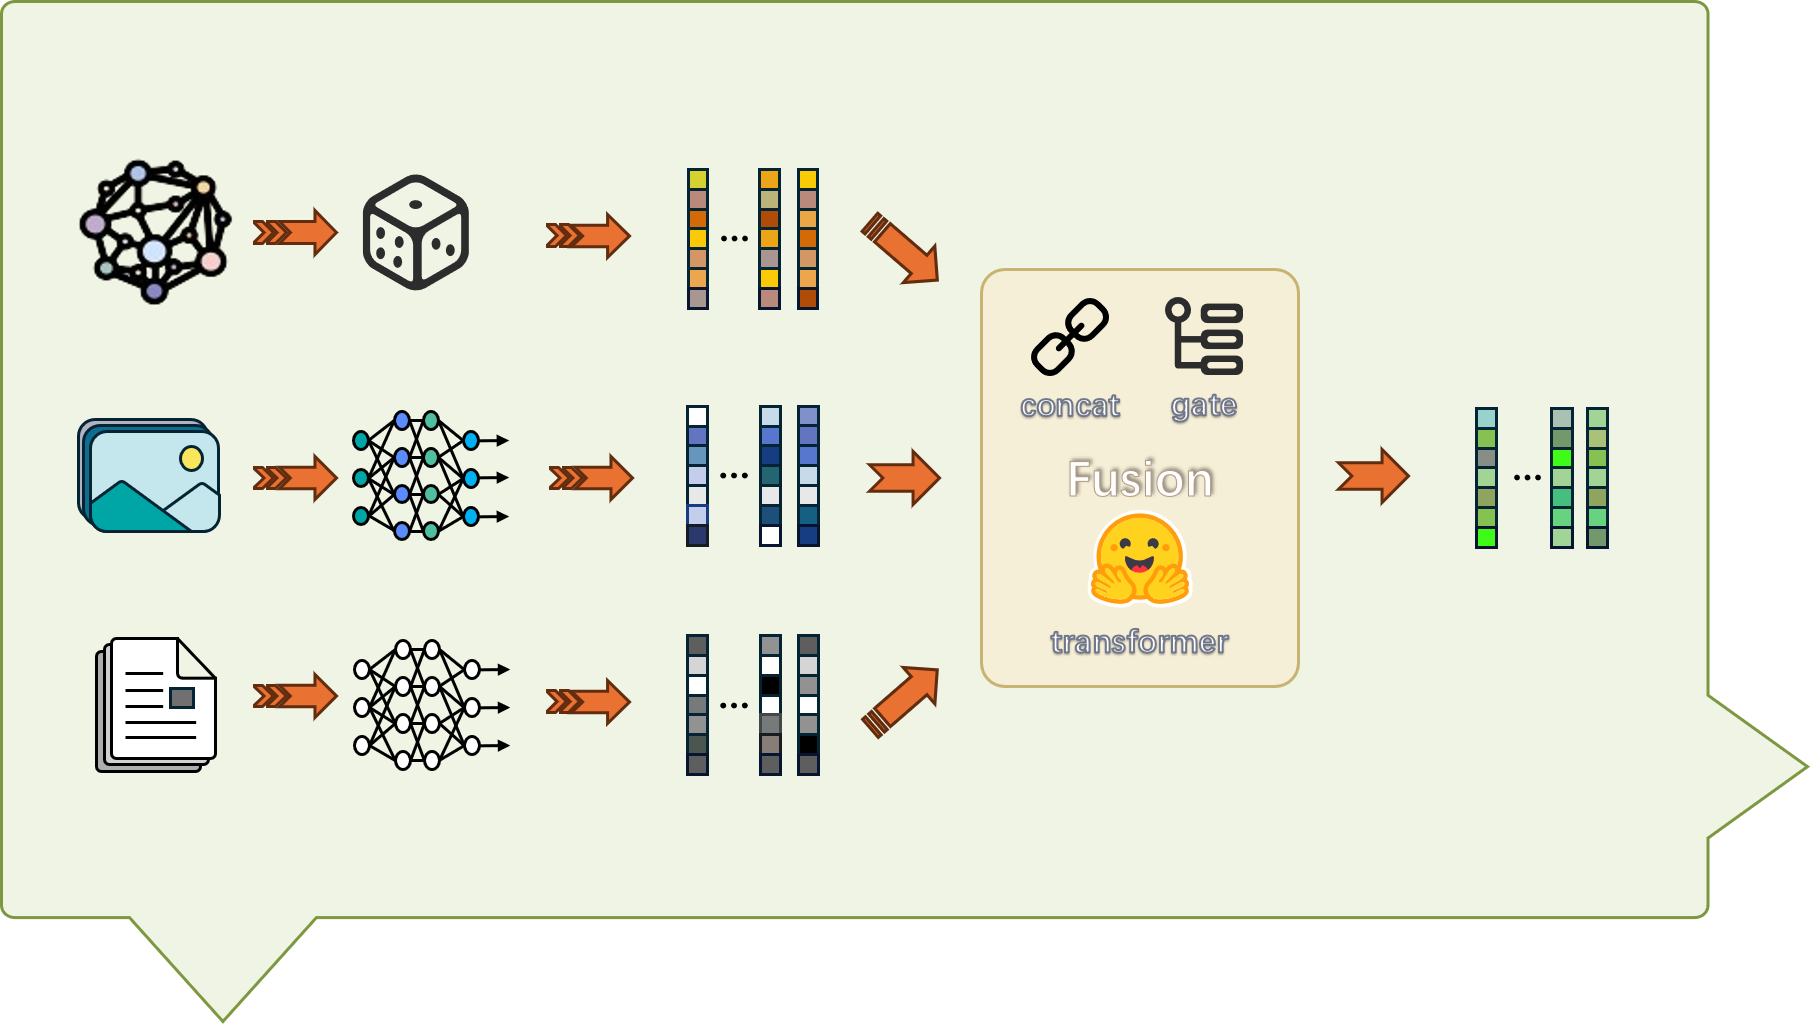 concat
gate
Fusion
transformer